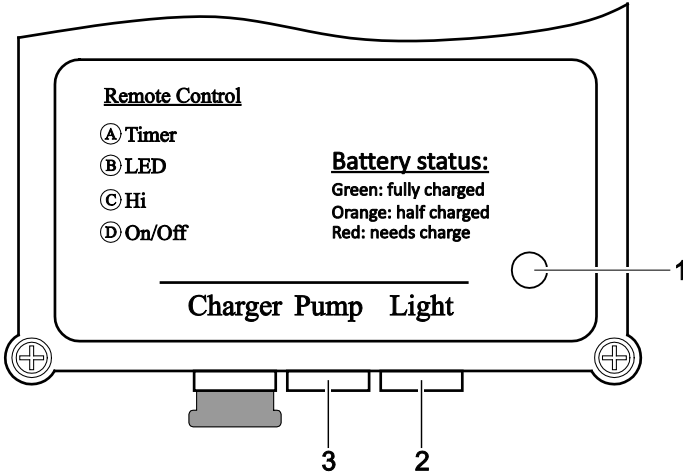 Remote Control
Ⓐ Timer
Ⓑ LED
Ⓒ Hi
Ⓓ On/Off
Battery status:
Green: fully charged
Orange: half charged
Red: needs charge
1
Charger Pump Light
3 2